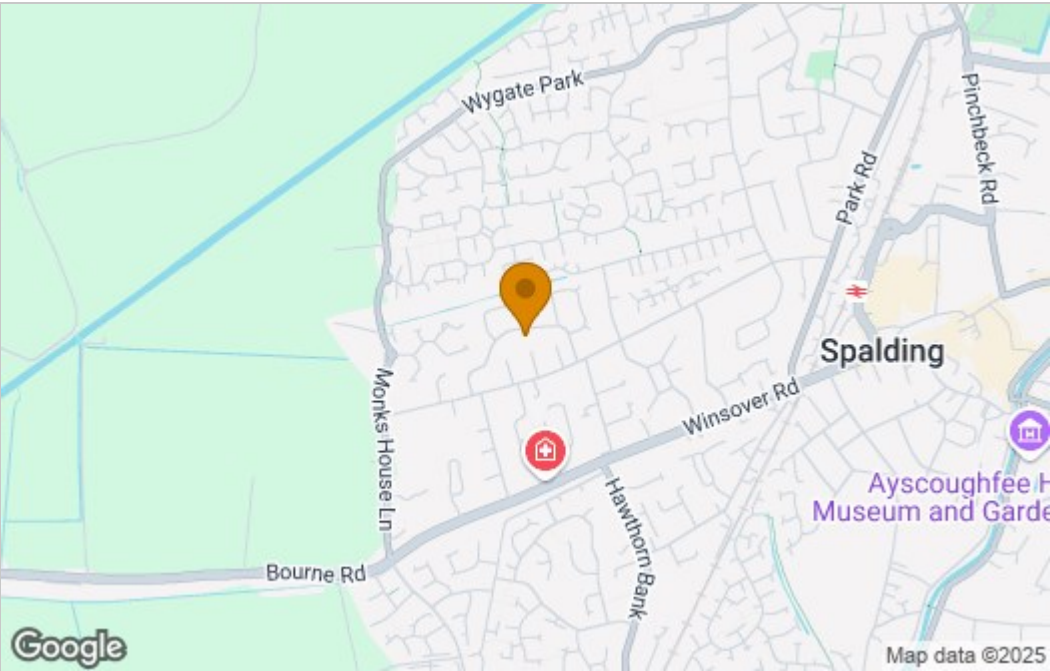 Wygate Park
Pinchbeck Rd
Park Rd
Spalding
Monks House Ln
Winsover Rd
Ayscoughfee H
Museum and Garde
Hawthorn Bank
Bourne Rd
Google
Map data ©2025
H